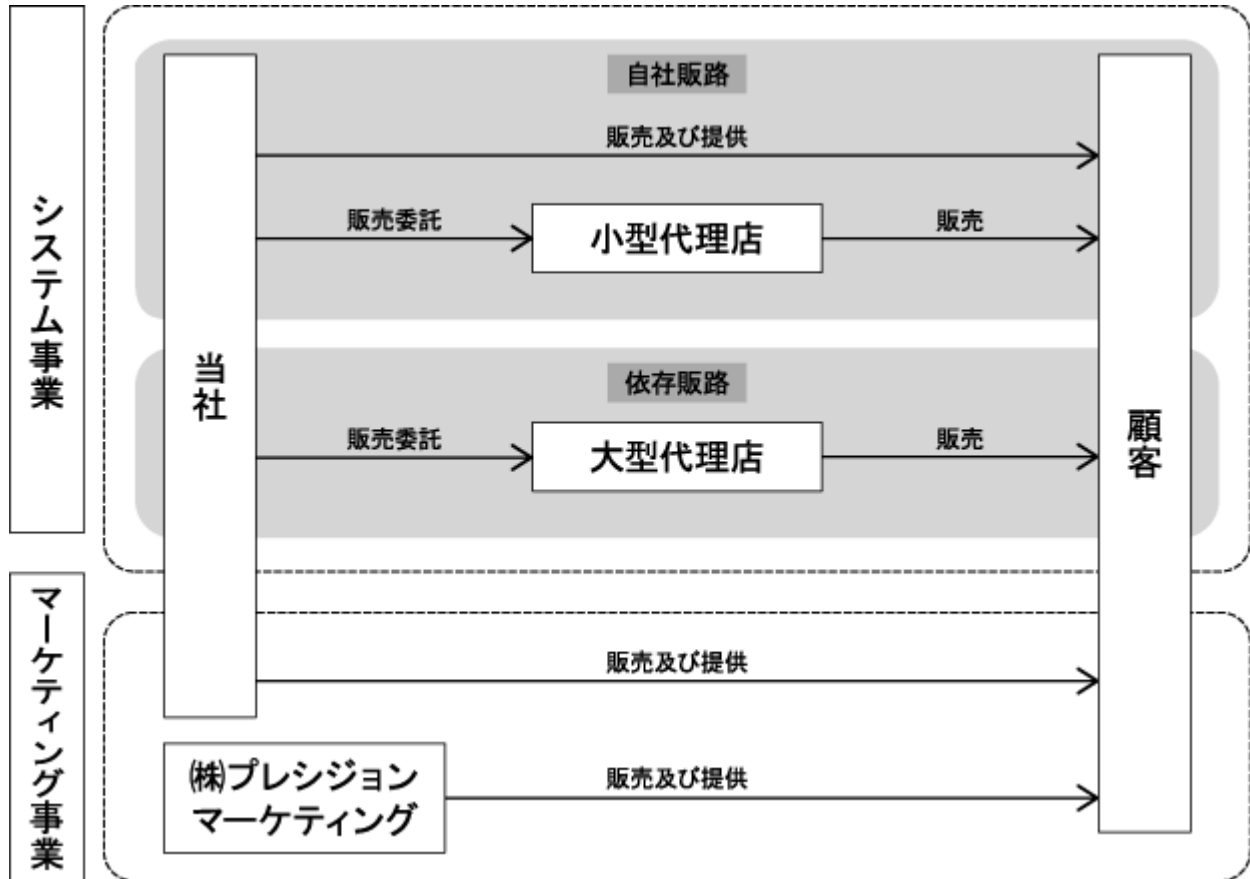 システム事業
自社販路
販売及び提供
販売委託
小型代理店
販売
当社
依存販路
販売委託
大型代理店
販売
顧客
マーケティング事業
販売及び提供
㈱プレシジョン
マーケティング
販売及び提供